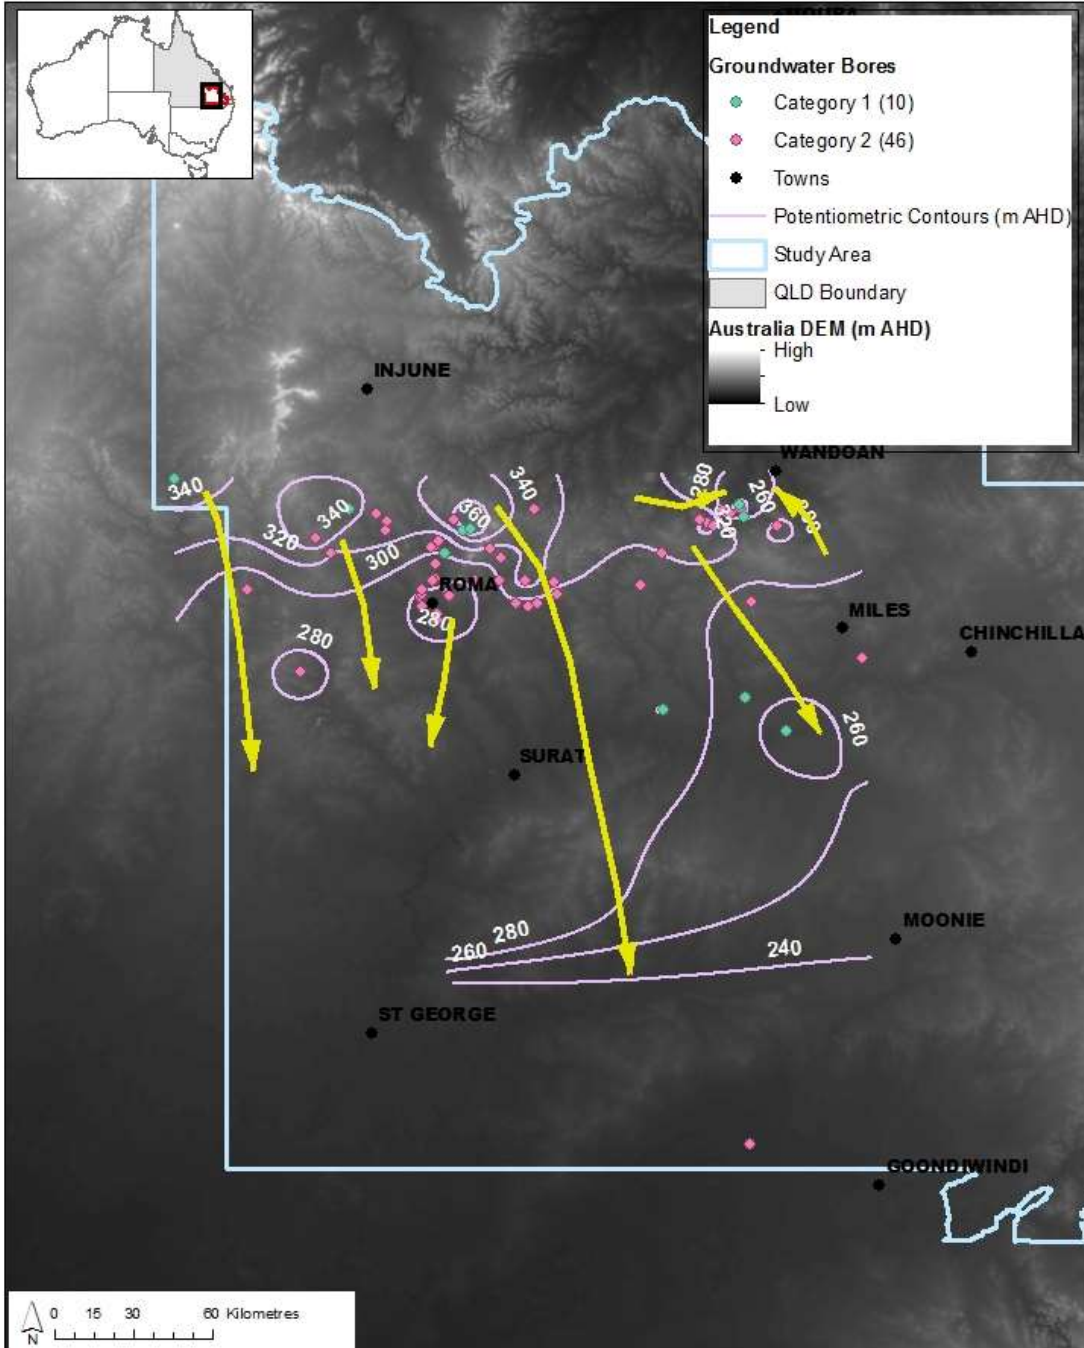 Legend
Groundwater Bores
Category 1 (10)
Category 2 (46)
Towns
Potentiometric Contours (m AHD)
Study Area
QLD Boundary
Australia DEM (m AHD)
High
Low
INJUNE
WANDOAN
340
340
360
340
280
260
320
300
ROMA
280
MILES
CHINCHILLA
280
260
SURAT
MOONIE
280
260
240
ST GEORGE
GOONDIWINDI
0 15 30 60 Kilometres
N